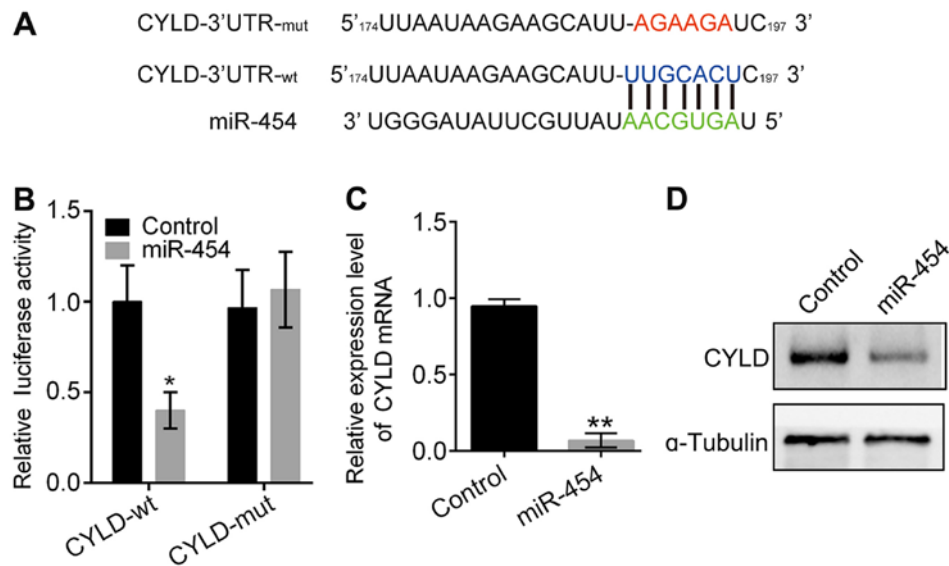 A
CYLD-3'UTR-mut 5'174UUAAUAAGAAGCAUU-AGAAGAUC197 3'
CYLD-3'UTR-wt 5'174UUAAUAAGAAGCAUU-UUGCACUC197 3'
miR-454 3' UGGGAUAUUCGUUAUAACGUGAU 5'
B
Relative luciferase activity
1.5
1.0
0.5
0.0
Control
miR-454
*
CYLD-wt
CYLD-mut
C
Relative expression level
of CYLD mRNA
1.5
1.0
0.5
0.0
**
Control
miR-454
D
Control
miR-454
CYLD
α-Tubulin